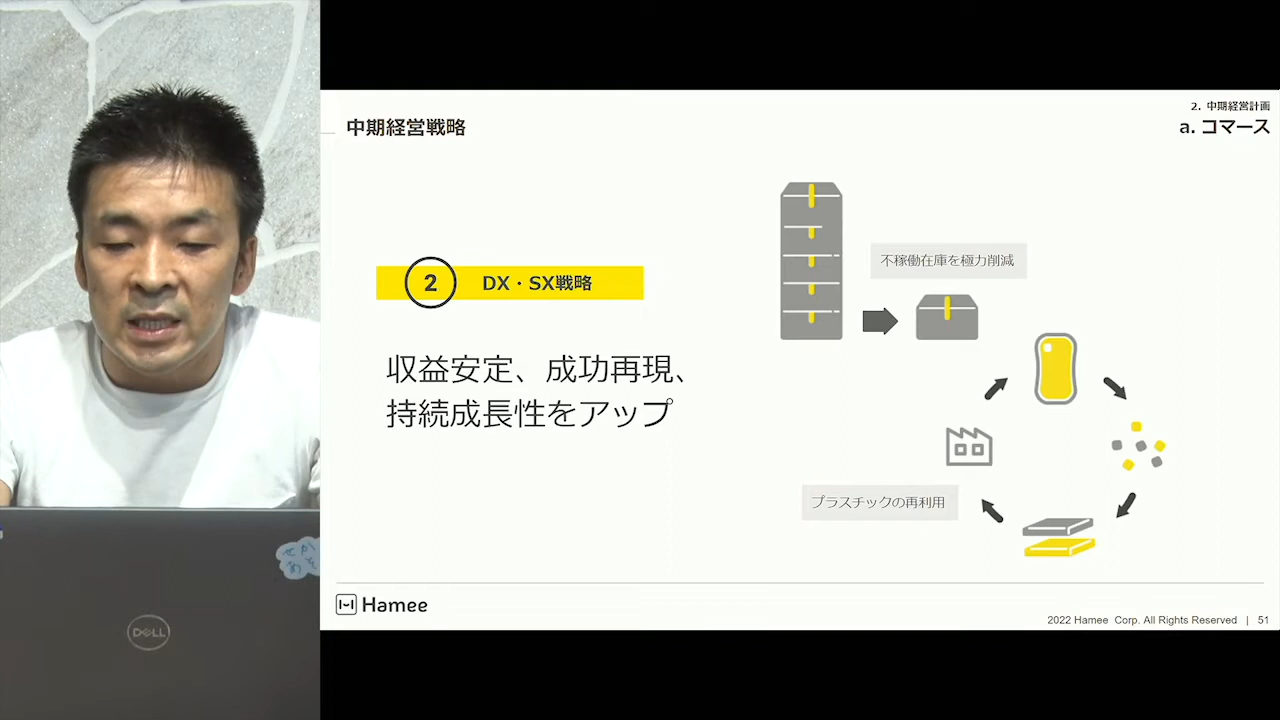 2. 中期経営計画
a. コマース
中期経営戦略
2
DX・SX戦略
収益安定、成功再現、
持続成長性をアップ
不稼働在庫を極力削減
プラスチックの再利用
Hamee
2022 Hamee Corp. All Rights Reserved | 51
DELL